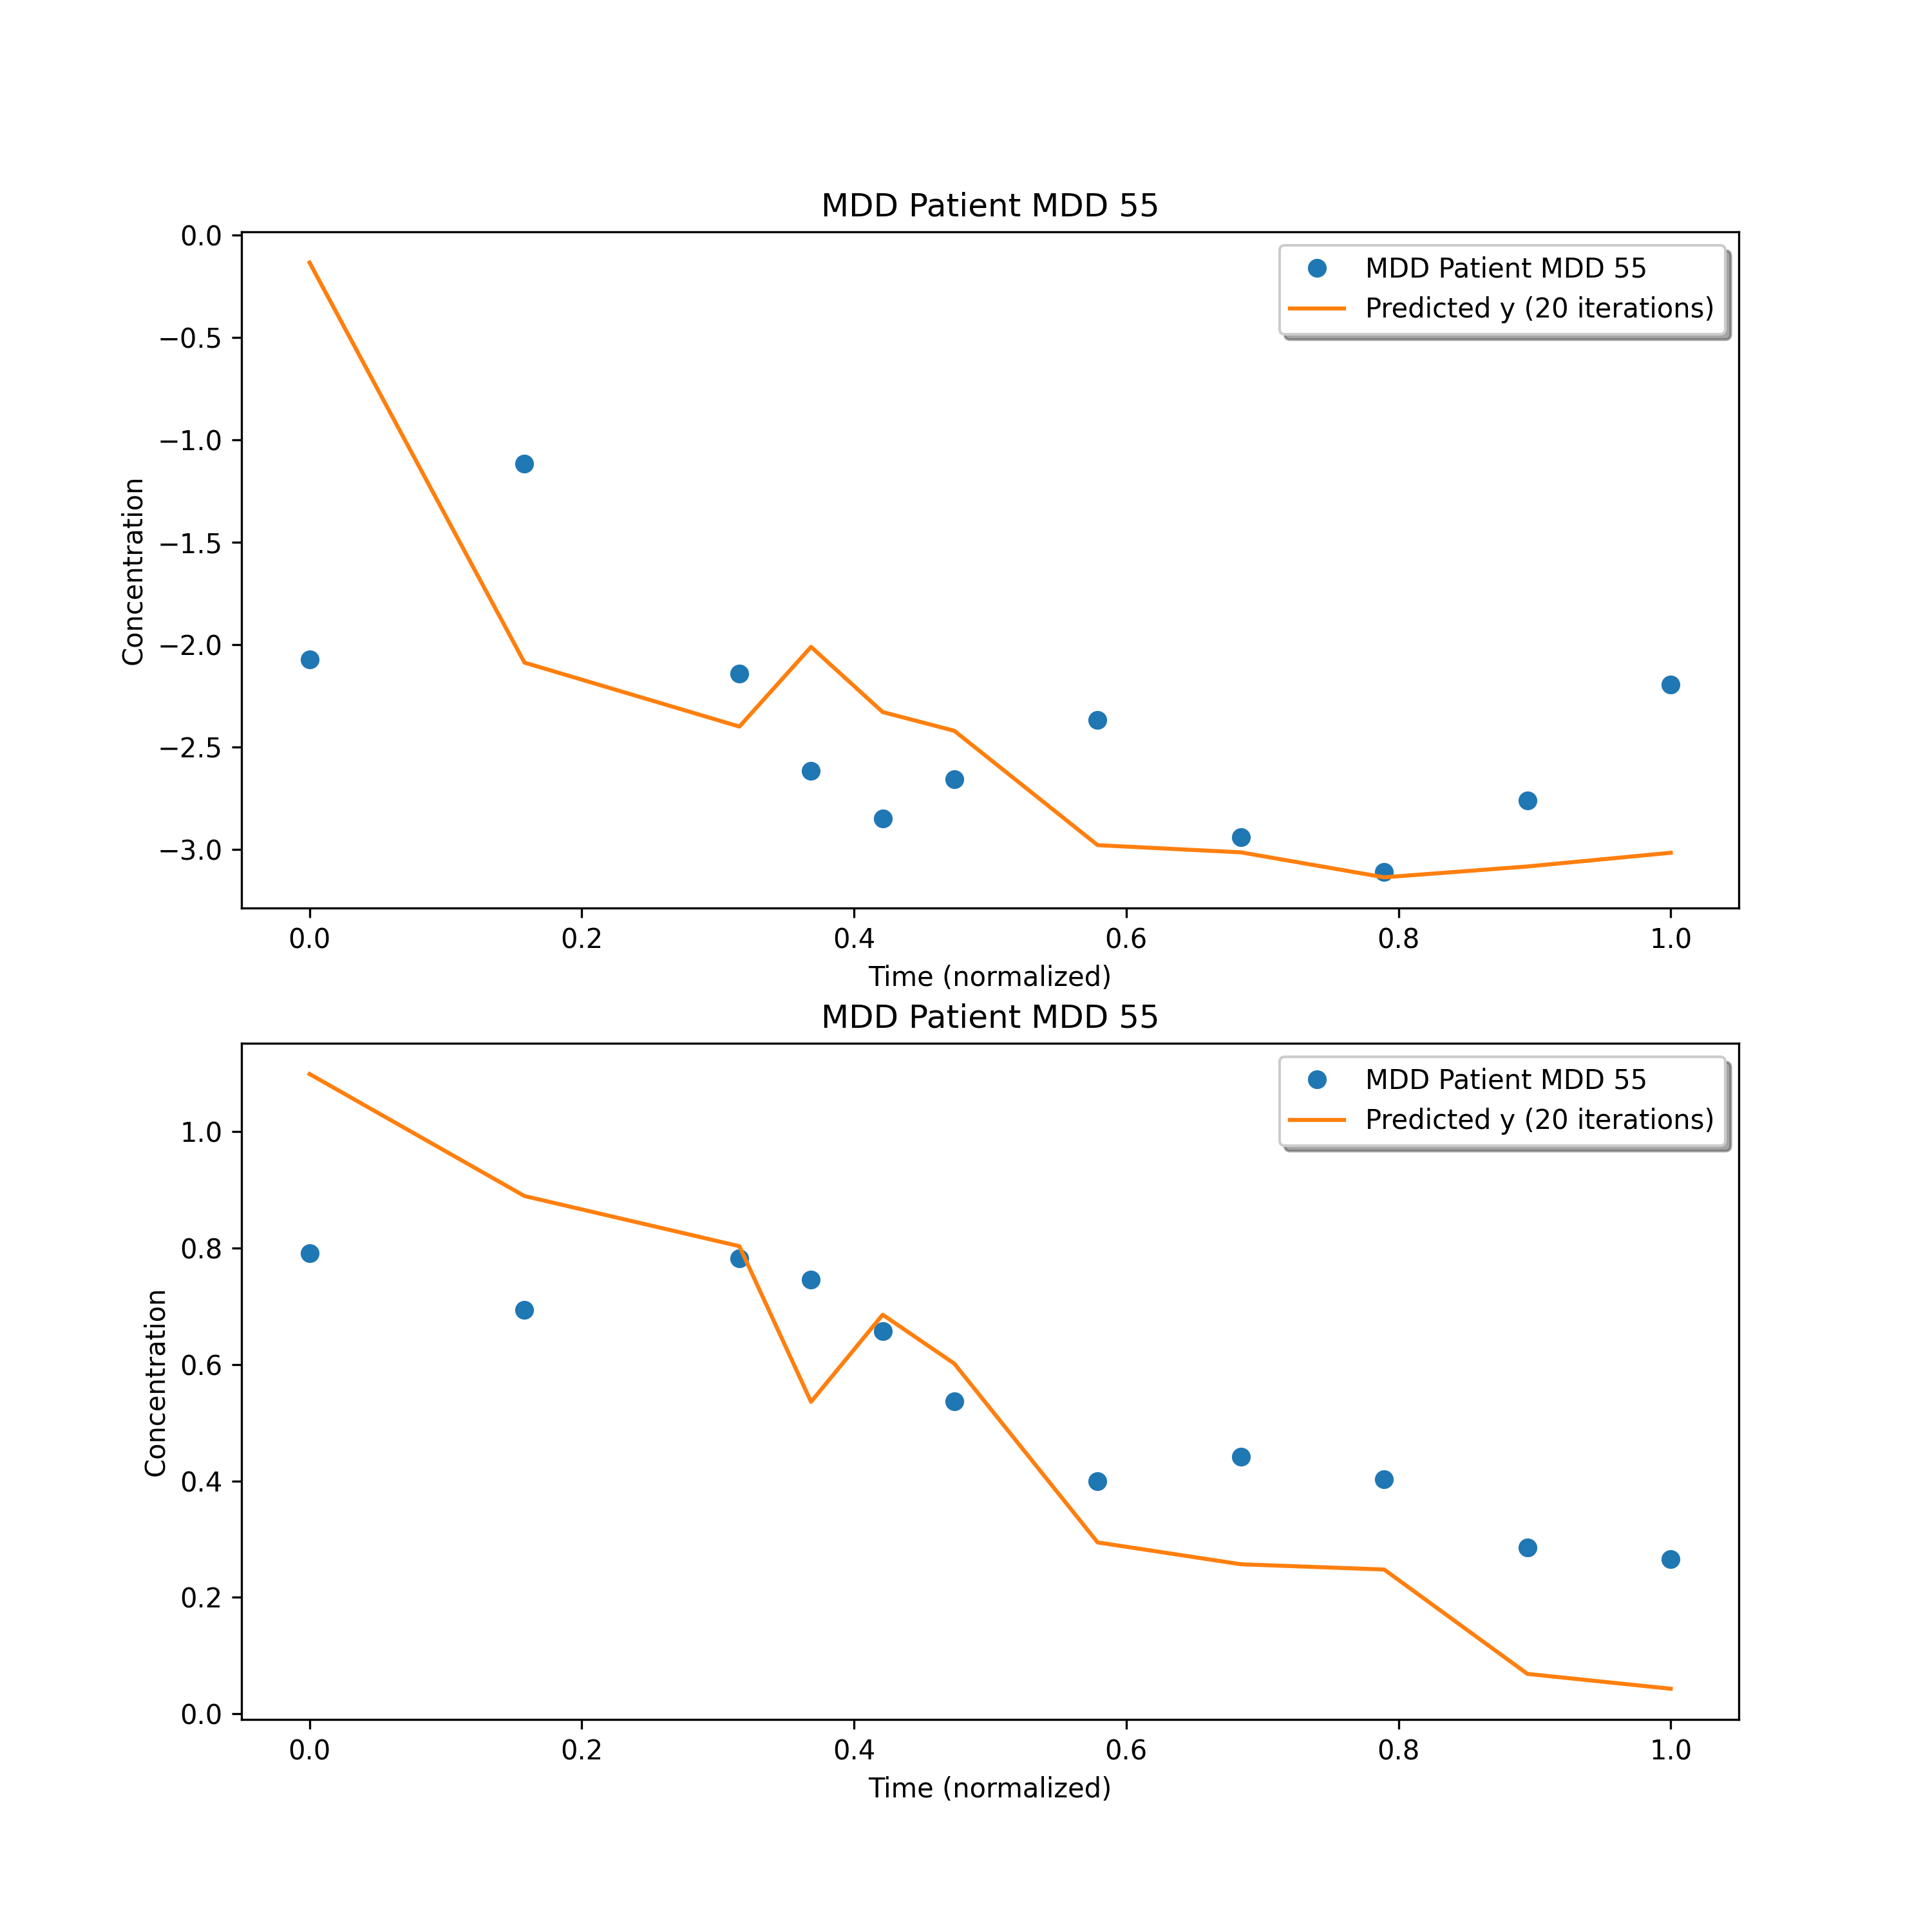 MDD Patient MDD 55
MDD Patient MDD 55
Predicted y (20 iterations)
Concentration
0.0
−0.5
−1.0
−1.5
−2.0
−2.5
−3.0
0.0 0.2 0.4 0.6 0.8 1.0
Time (normalized)
MDD Patient MDD 55
MDD Patient MDD 55
Predicted y (20 iterations)
Concentration
1.0
0.8
0.6
0.4
0.2
0.0
0.0 0.2 0.4 0.6 0.8 1.0
Time (normalized)